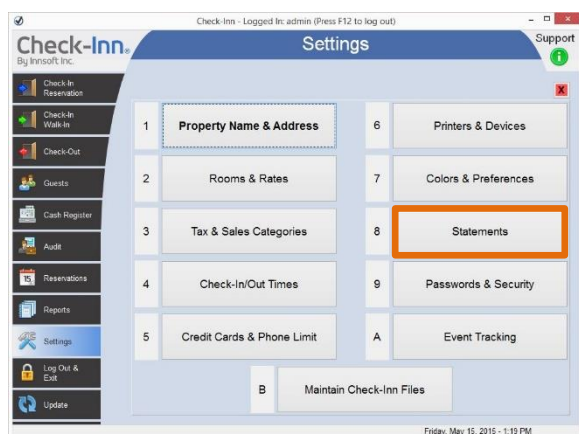 Check-Inn - Logged In: admin (Press F12 to log out)
Check-Inn®
By Innsoft Inc.
Settings
Support
Check-In
Reservation
Check-In
Walk-In
Check-Out
Guests
Cash Register
Audit
15
Reservations
Reports
Settings
Log Out &
Exit
Update
X
1 Property Name & Address
6 Printers & Devices
2 Rooms & Rates
7 Colors & Preferences
3 Tax & Sales Categories
8 Statements
4 Check-In/Out Times
9 Passwords & Security
5 Credit Cards & Phone Limit
A Event Tracking
B Maintain Check-Inn Files
Friday, May 15, 2015 - 1:19 PM